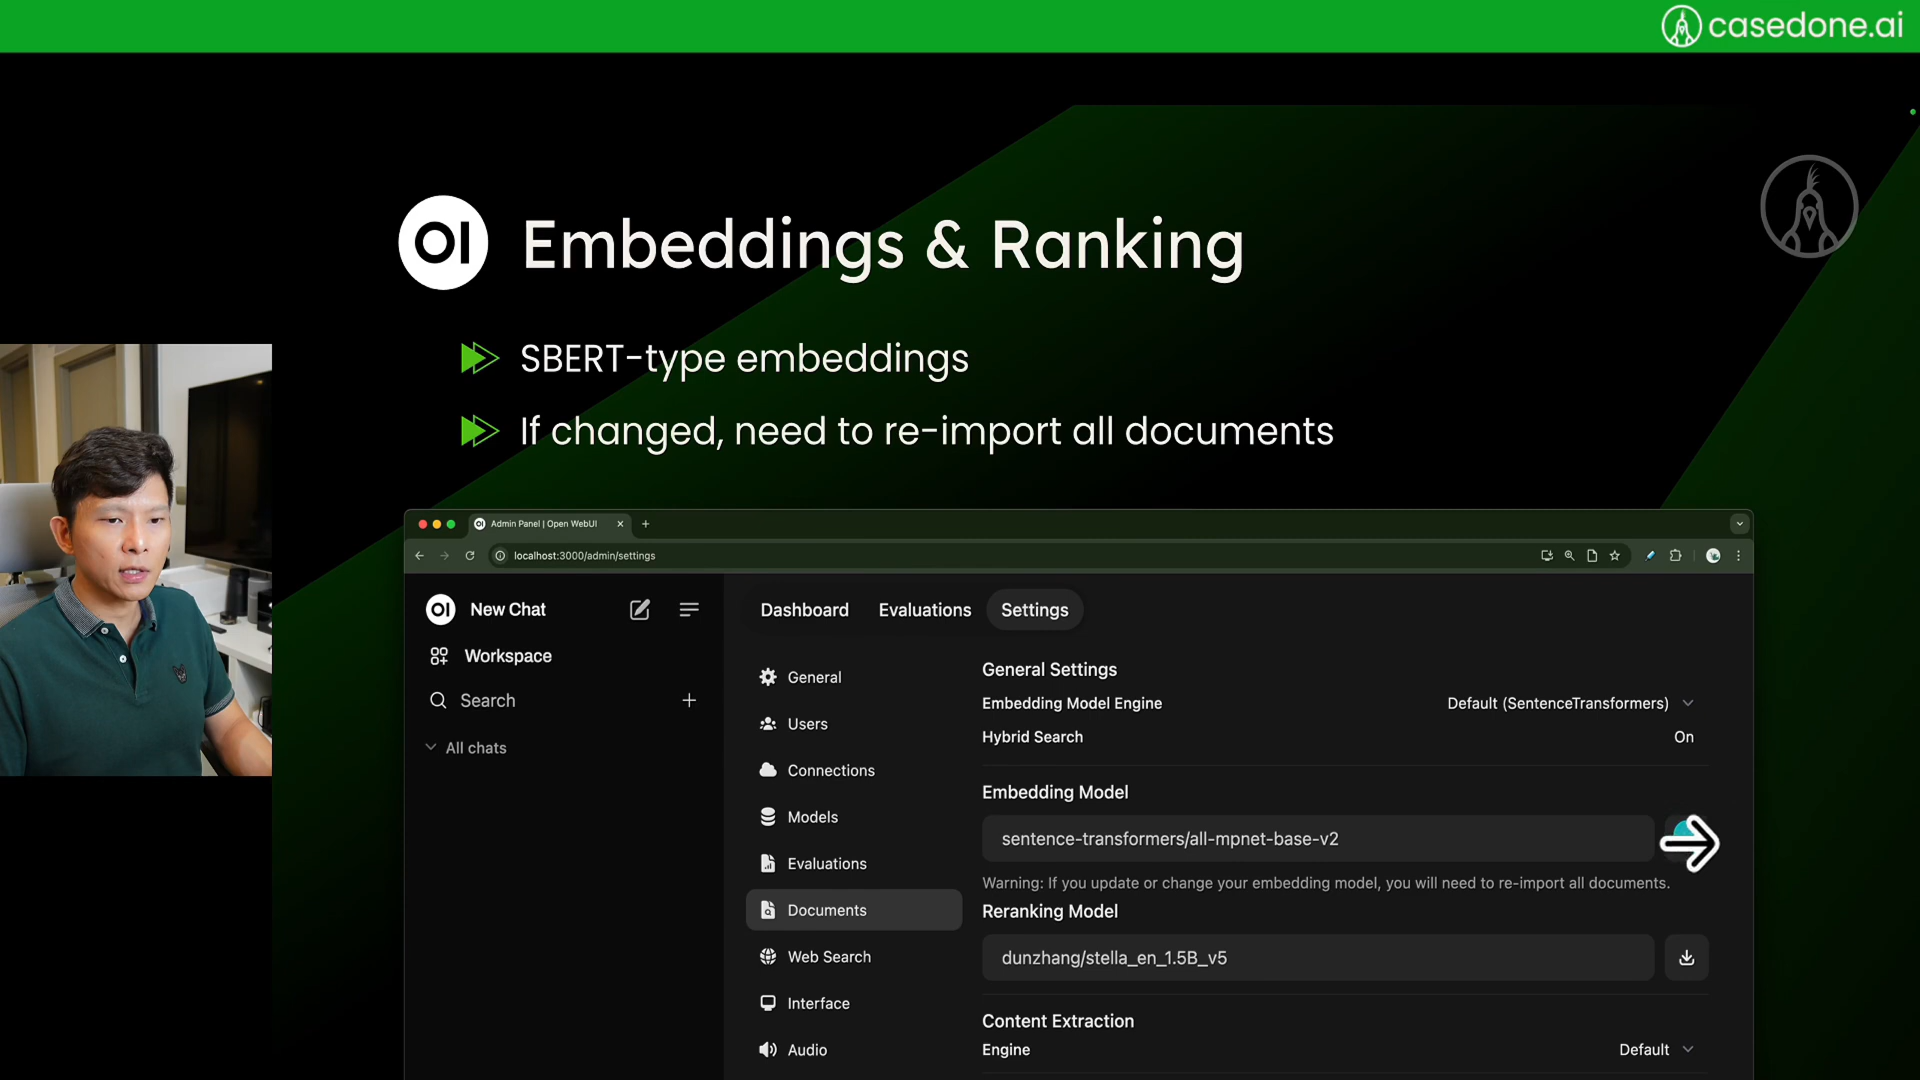 casedone.ai
OI Embeddings & Ranking
SBERT-type embeddings
If changed, need to re-import all documents
OI Admin Panel | Open WebUI
localhost:3000/admin/settings
OI New Chat
Workspace
Search
All chats
Dashboard Evaluations Settings
General
Users
Connections
Models
Evaluations
Documents
Web Search
Interface
Audio
General Settings
Embedding Model Engine Default (SentenceTransformers)
Hybrid Search On
Embedding Model
sentence-transformers/all-mpnet-base-v2
Warning: If you update or change your embedding model, you will need to re-import all documents.
Reranking Model
dunzhang/stella_en_1.5B_v5
Content Extraction
Engine Default